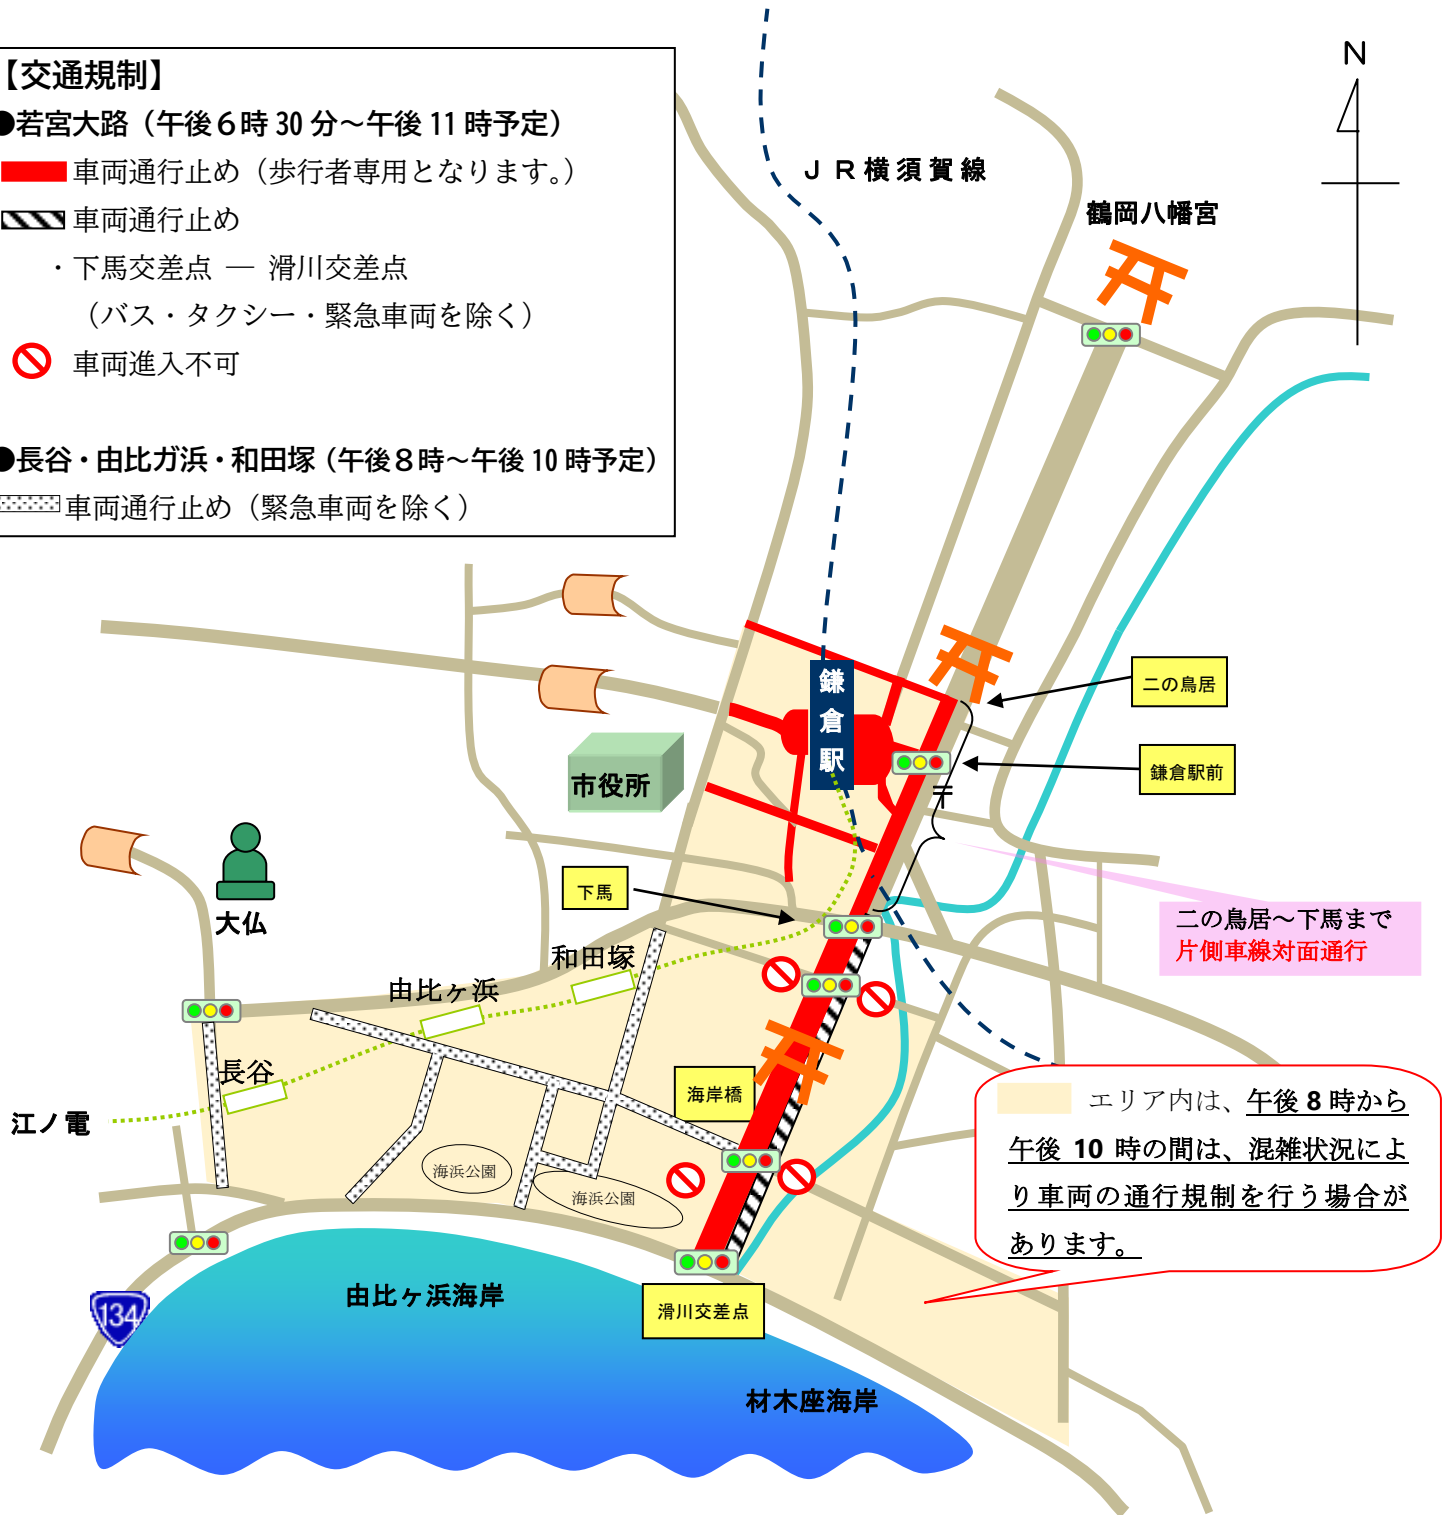 【交通規制】
●若宮大路（午後６時 30 分～午後 11 時予定）
車両通行止め（歩行者専用となります。）
車両通行止め
・下馬交差点 ― 滑川交差点
（バス・タクシー・緊急車両を除く）
車両進入不可
●長谷・由比ガ浜・和田塚（午後８時～午後 10 時予定）
車両通行止め（緊急車両を除く）
N
ＪＲ横須賀線
鶴岡八幡宮
鎌倉駅
二の鳥居
鎌倉駅前
〒
市役所
下馬
大仏
二の鳥居～下馬まで
片側車線対面通行
和田塚
由比ヶ浜
長谷
江ノ電
海岸橋
海浜公園
海浜公園
エリア内は、午後 8 時から
午後 10 時の間は、混雑状況によ
り車両の通行規制を行う場合が
あります。
134
由比ヶ浜海岸
滑川交差点
材木座海岸